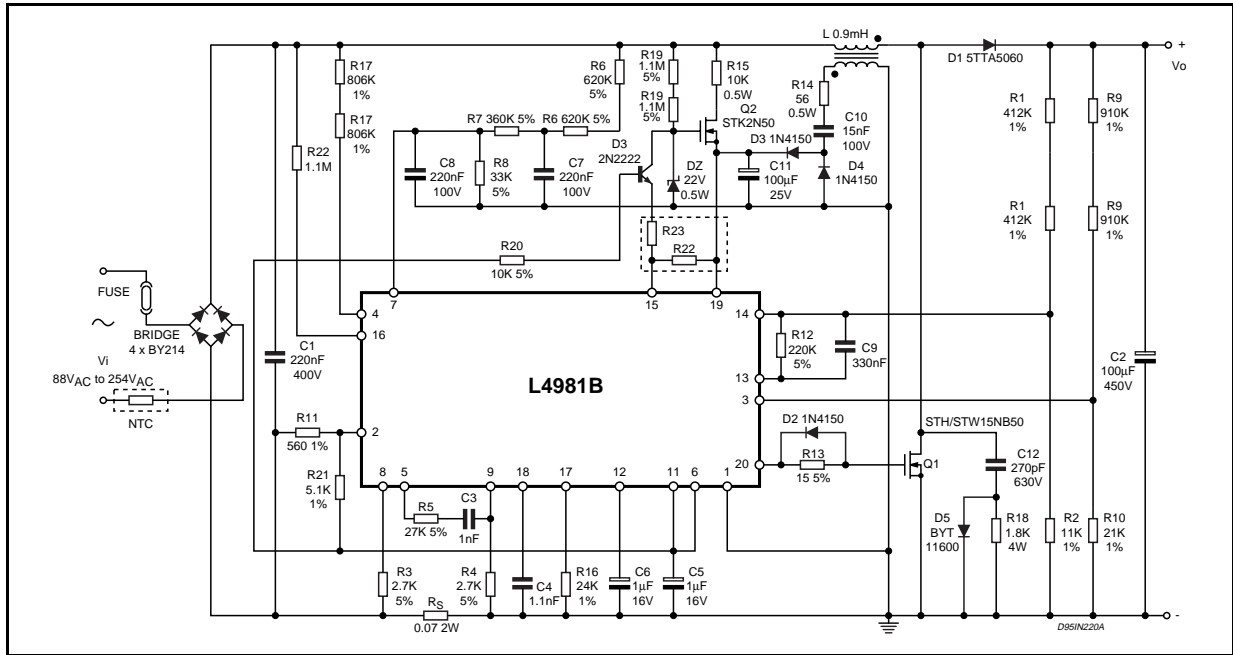 L 0.9mH
D1 5TTA5060
+
Vo
R17
806K
1%
R17
806K
1%
R22
1.1M
R6
620K
5%
R19
1.1M
5%
R19
1.1M
5%
R15
10K
0.5W
Q2
STK2N50
R14
56
0.5W
C10
15nF
100V
R1
412K
1%
R9
910K
1%
R7 360K 5%
R6 620K 5%
D3
2N2222
D3 1N4150
C8
220nF
100V
R8
33K
5%
C7
220nF
100V
DZ
22V
0.5W
C11
100µF
25V
D4
1N4150
R1
412K
1%
R9
910K
1%
R23
R22
R20
10K 5%
FUSE
BRIDGE
4 x BY214
Vi
88VAC to 254VAC
NTC
C1
220nF
400V
R11
560 1%
R21
5.1K
1%
7
15
19
4
16
2
14
13
3
20
L4981B
8
5
9
18
17
12
11
6
1
R12
220K
5%
C9
330nF
C2
100µF
450V
D2 1N4150
R13
15 5%
STH/STW15NB50
Q1
C12
270pF
630V
R5
27K 5%
C3
1nF
D5
BYT
11600
R18
1.8K
4W
R2
11K
1%
R10
21K
1%
R3
2.7K
5%
RS
0.07 2W
R4
2.7K
5%
C4
1.1nF
R16
24K
1%
C6
1µF
16V
C5
1µF
16V
-
D95IN220A